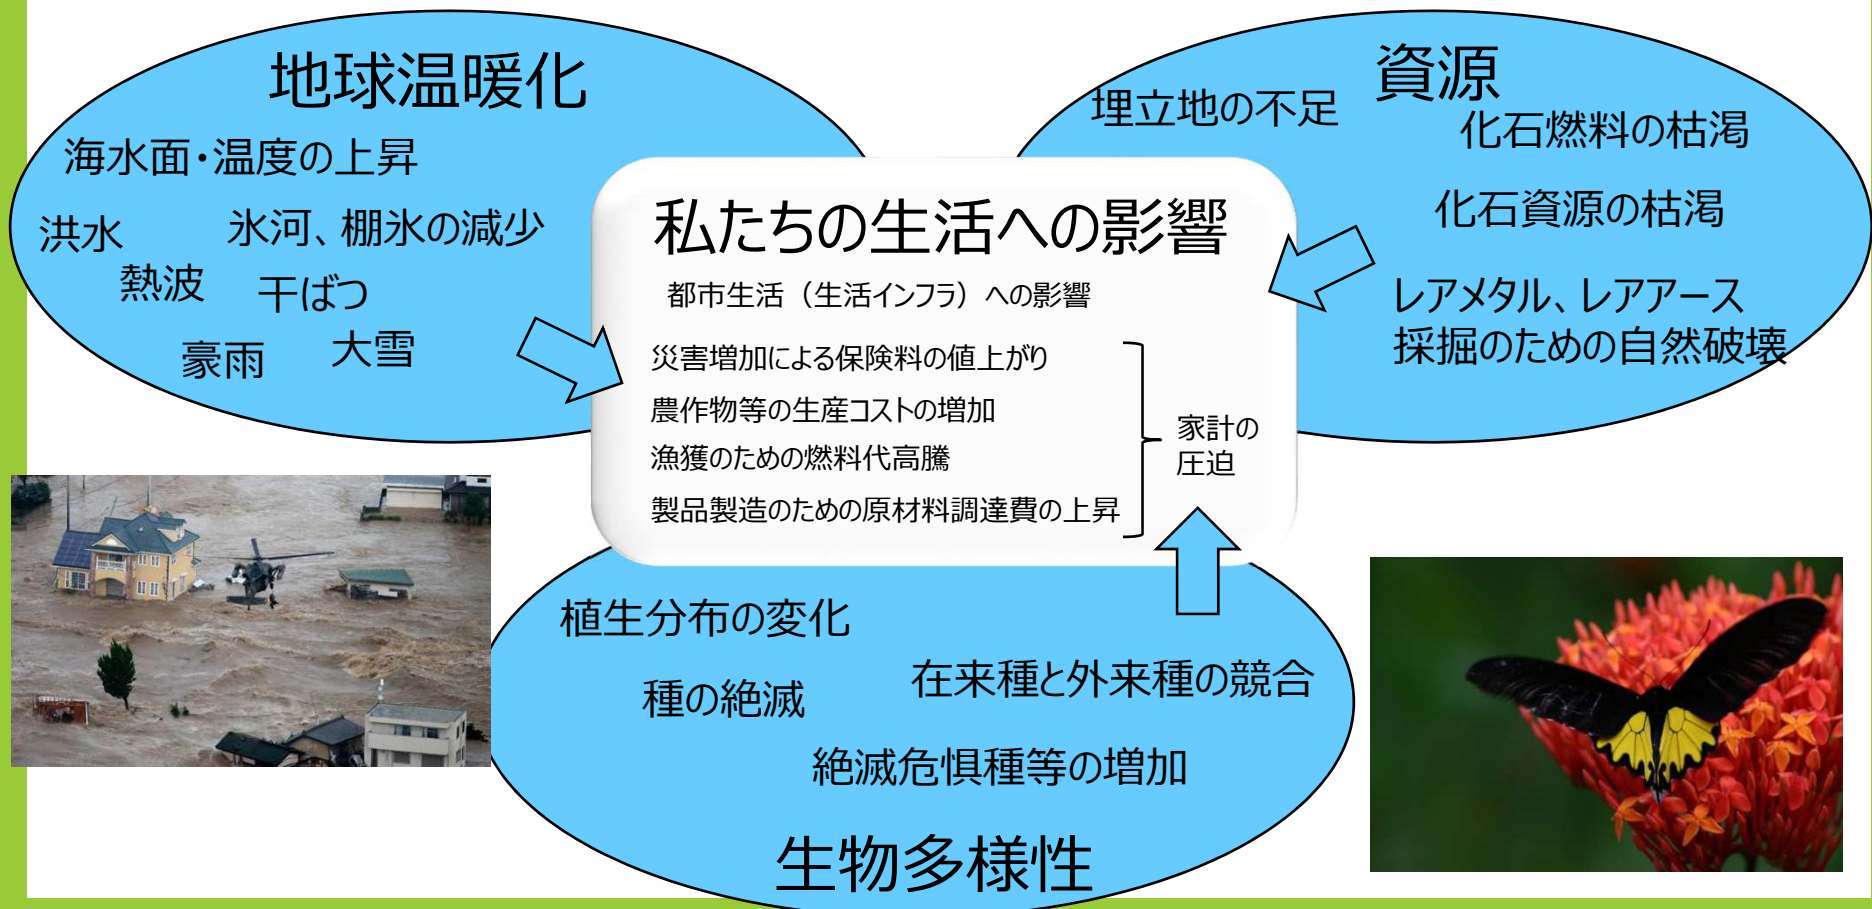 地球温暖化
海水面・温度の上昇
洪水
氷河、棚氷の減少
熱波
干ばつ
豪雨
大雪
資源
埋立地の不足
化石燃料の枯渇
化石資源の枯渇
レアメタル、レアアース
採掘のための自然破壊
私たちの生活への影響
都市生活（生活インフラ）への影響
災害増加による保険料の値上がり
農作物等の生産コストの増加
漁獲のための燃料代高騰
製品製造のための原材料調達費の上昇
家計の
圧迫
植生分布の変化
種の絶滅
在来種と外来種の競合
絶滅危惧種等の増加
生物多様性